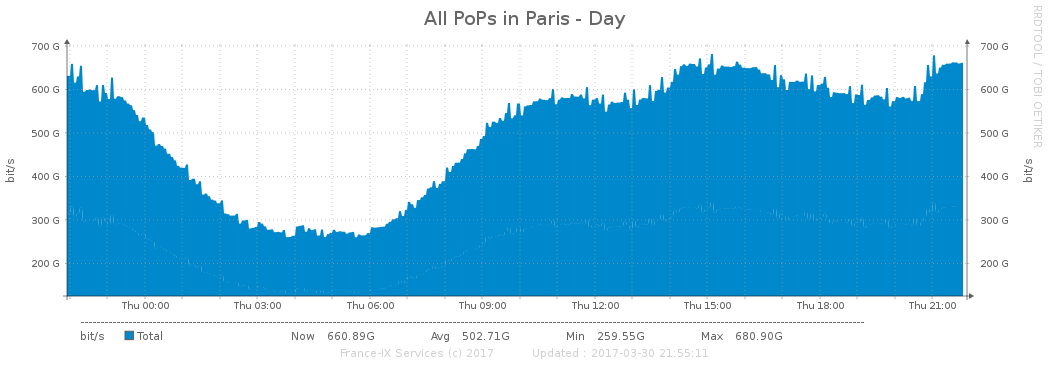 All PoPs in Paris - Day
RRDTOOL / TOBI OETIKER
700 G 700 G
600 G 600 G
500 G 500 G
400 G 400 G
300 G 300 G
200 G 200 G
bit/s bit/s
Thu 00:00 Thu 03:00 Thu 06:00 Thu 09:00 Thu 12:00 Thu 15:00 Thu 18:00 Thu 21:00
bit/s Total Now 660.89G Avg 502.71G Min 259.55G Max 680.90G
France-IX Services (c) 2017 Updated : 2017-03-30 21:55:11